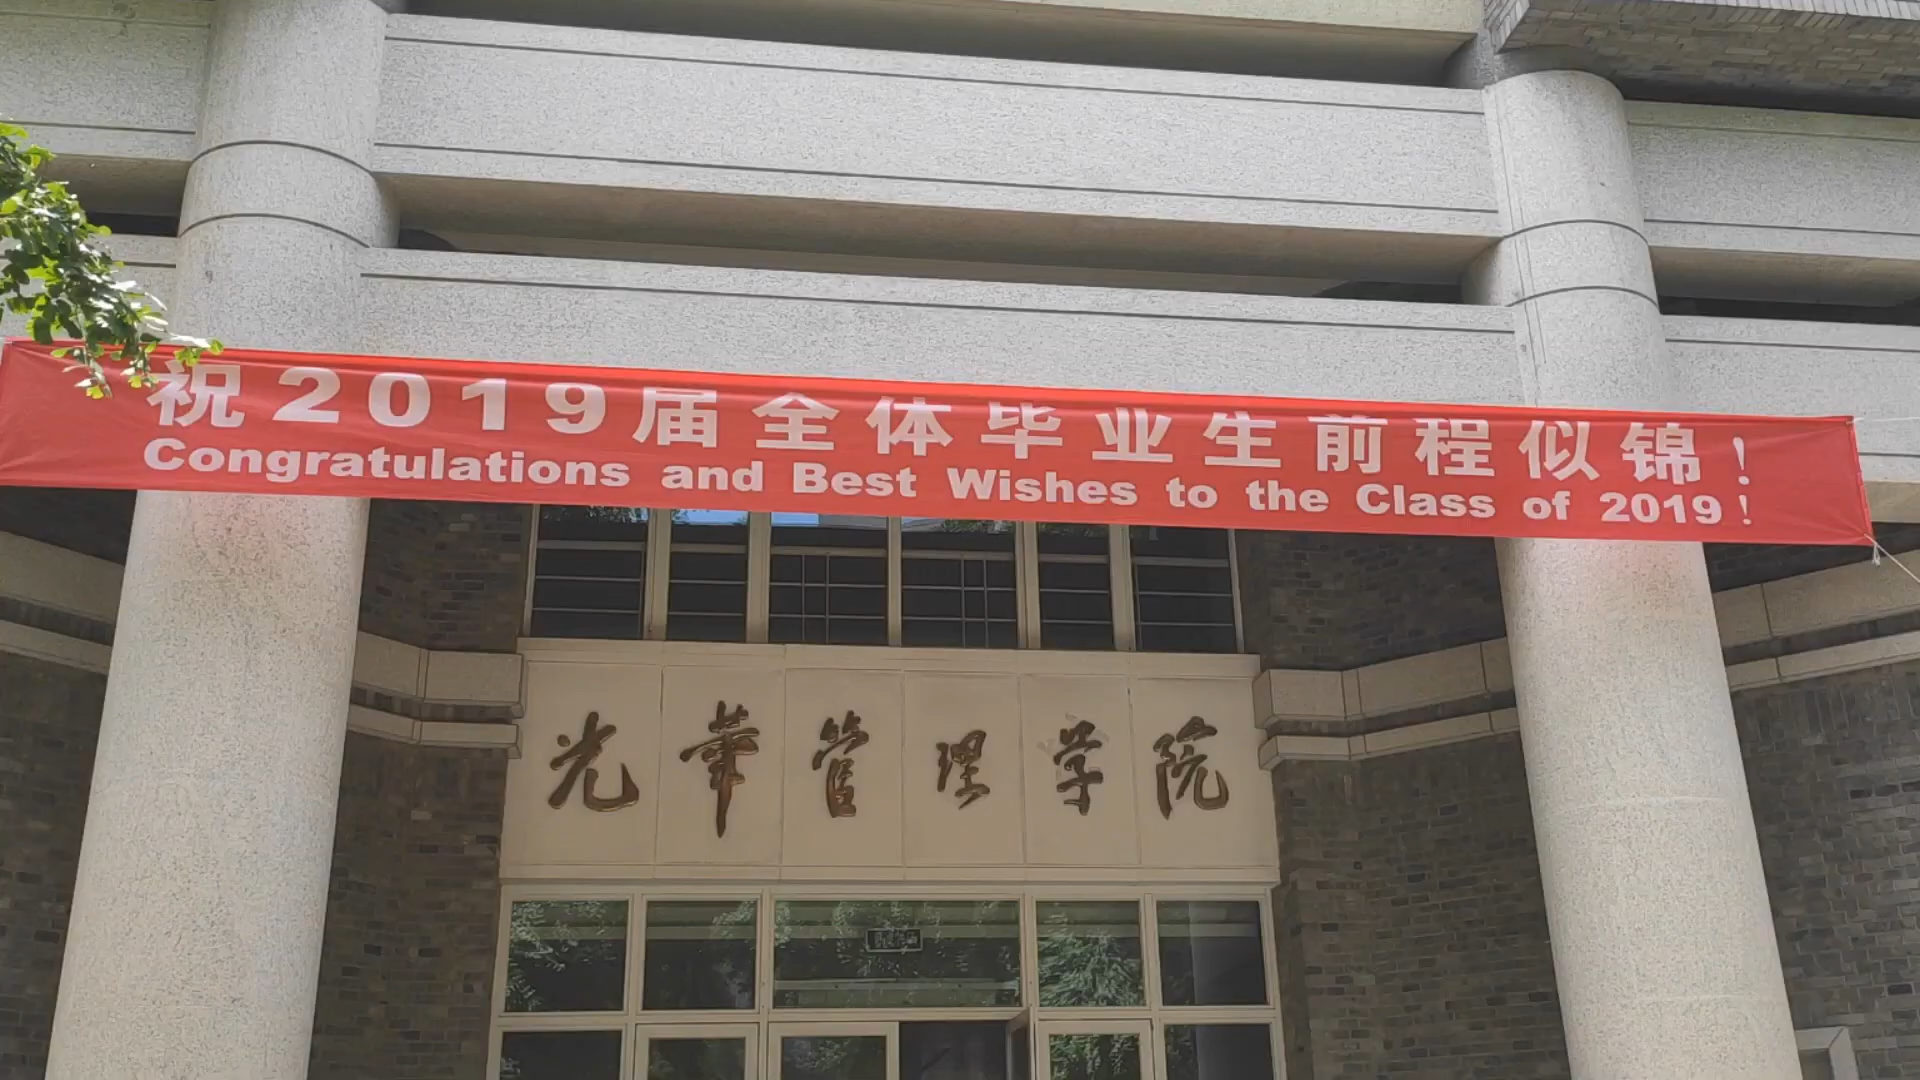 祝2019届全体毕业生前程似锦！
Congratulations and Best Wishes to the Class of 2019!
光華管理学院